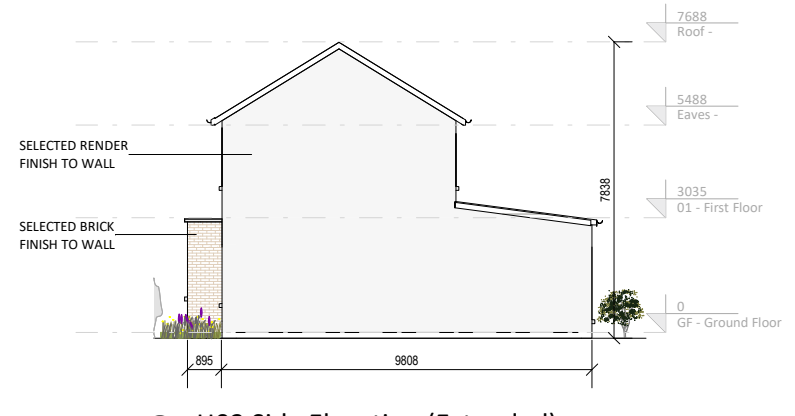 7688
Roof -
5488
Eaves -
SELECTED RENDER
FINISH TO WALL
7838
3035
01 - First Floor
SELECTED BRICK
FINISH TO WALL
0
GF - Ground Floor
895
9808
Side Elevation (Extended)